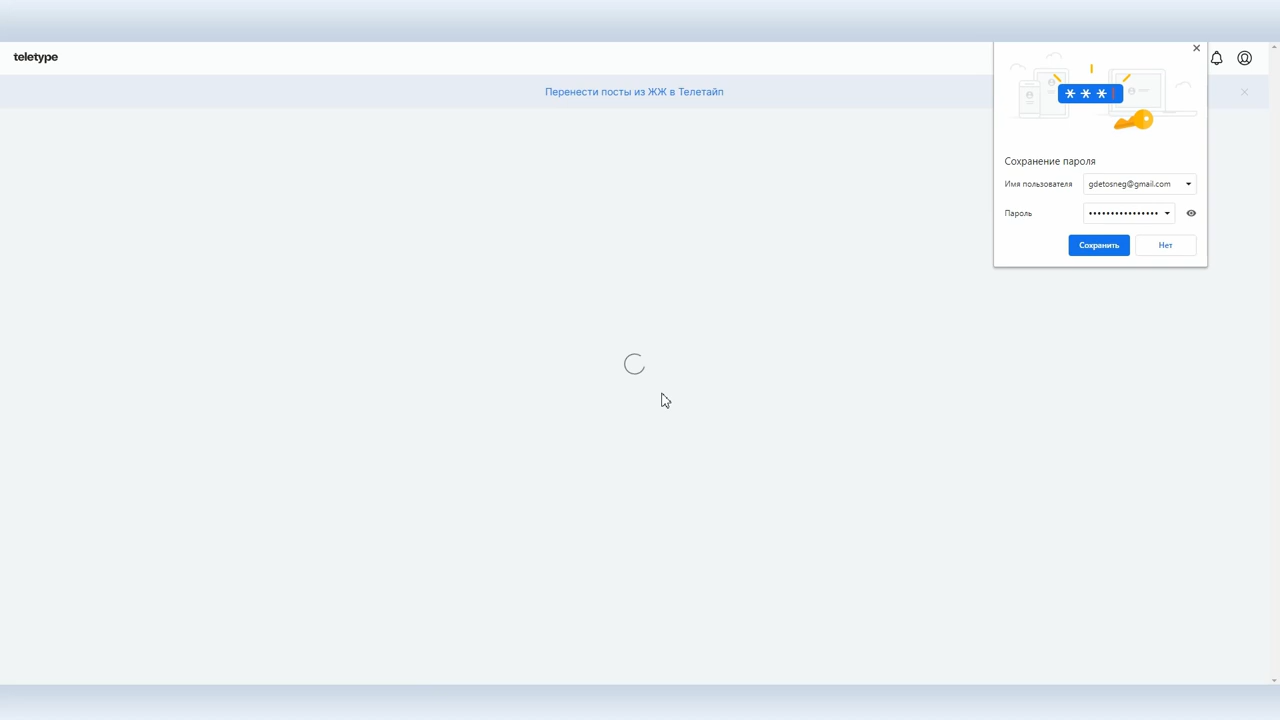 teletype
Перенести посты из ЖЖ в Телетайп
Сохранение пароля
Имя пользователя gdetosneg@gmail.com
Пароль ••••••••••••••••
Сохранить Нет